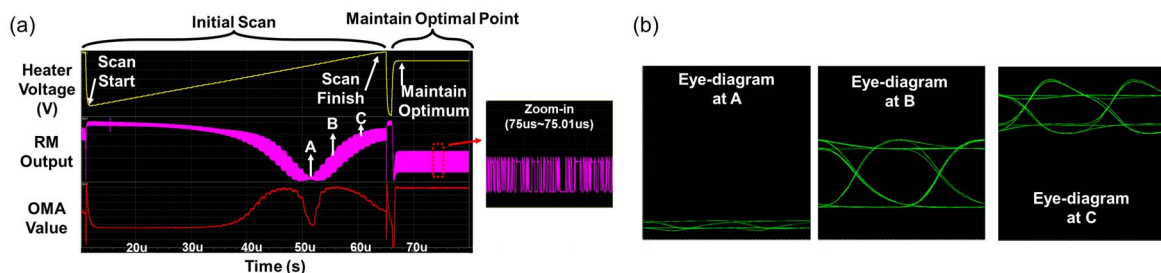 (a)
Initial Scan
Maintain Optimal Point
Heater
Voltage
(V)
Scan
Start
Scan
Finish
Maintain
Optimum
RM
Output
A
B
C
Zoom-in
(75us~75.01us)
OMA
Value
20u
30u
40u
50u
60u
70u
Time (s)
(b)
Eye-diagram
at A
Eye-diagram
at B
Eye-diagram
at C